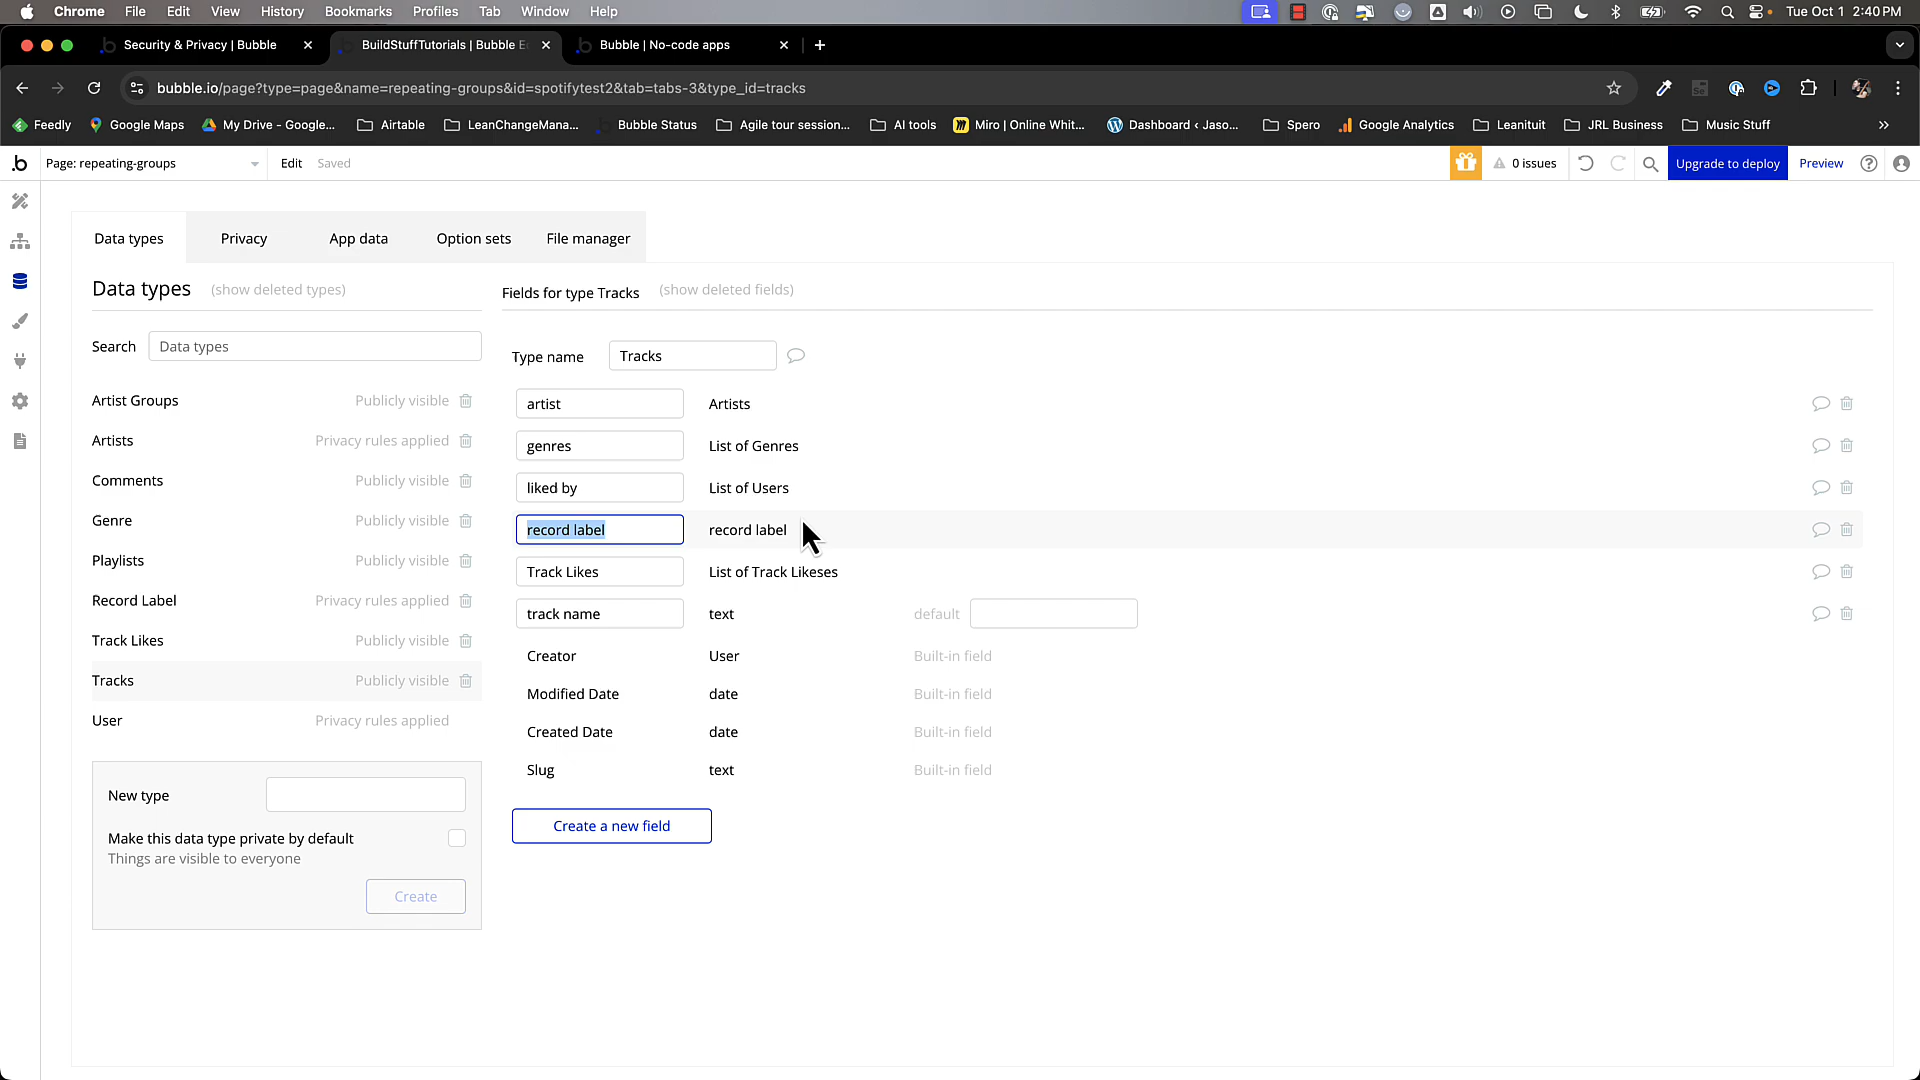 Chrome File Edit View History Bookmarks Profiles Tab Window Help Tue Oct 1 2:40 PM
Security & Privacy | Bubble BuildStuffTutorials | Bubble E Bubble | No-code apps
bubble.io/page?type=page&name=repeating-groups&id=spotifytest2&tab=tabs-3&type_id=tracks
Feedly Google Maps My Drive - Google... Airtable LeanChangeMana... Bubble Status Agile tour session... AI tools Miro | Online Whit... Dashboard ‹ Jaso... Spero Google Analytics Leanituit JRL Business Music Stuff »
Page: repeating-groups Edit Saved 0 issues Upgrade to deploy Preview
Data types Privacy App data Option sets File manager
Data types (show deleted types)
Search Data types
Artist Groups Publicly visible
Artists Privacy rules applied
Comments Publicly visible
Genre Publicly visible
Playlists Publicly visible
Record Label Privacy rules applied
Track Likes Publicly visible
Tracks Publicly visible
User Privacy rules applied
New type
Make this data type private by default
Things are visible to everyone
Create
Fields for type Tracks (show deleted fields)
Type name Tracks
artist Artists
genres List of Genres
liked by List of Users
record label record label
Track Likes List of Track Likeses
track name text default
Creator User Built-in field
Modified Date date Built-in field
Created Date date Built-in field
Slug text Built-in field
Create a new field